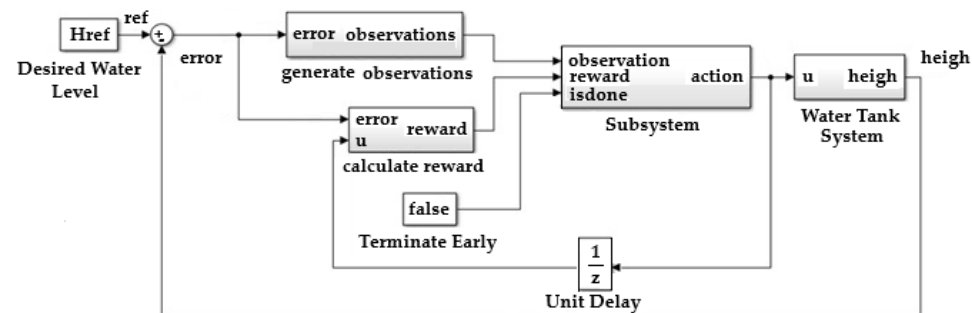 ref
Href
+-
Desired Water
Level
error
error observations
generate observations
error
u
reward
calculate reward
false
Terminate Early
observation
reward
isdone
action
Subsystem
u
heigh
Water Tank
System
heigh
1
z
Unit Delay